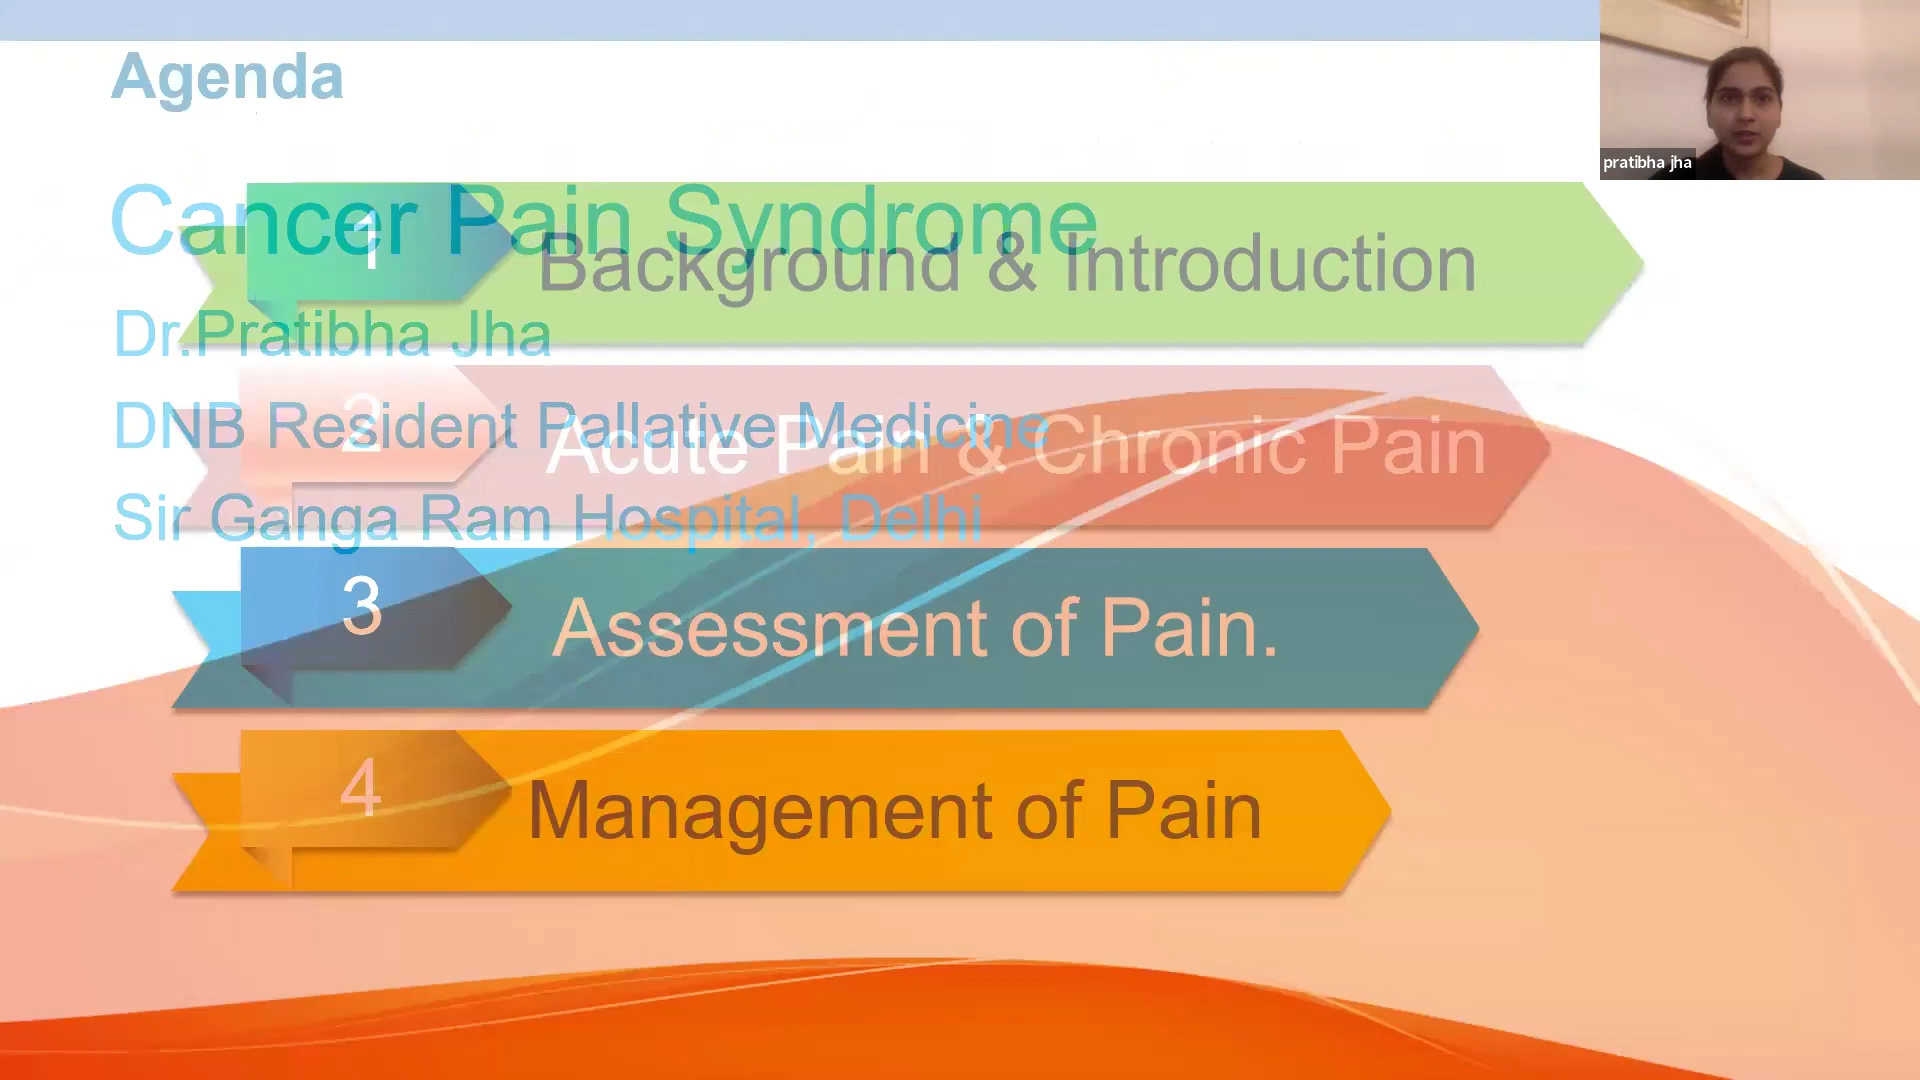 Agenda
pratibha jha
Cancer Pain Syndrome
1
Background & Introduction
Dr.Pratibha Jha
2
DNB Resident Pallative Medicine
Acute Pain & Chronic Pain
Sir Ganga Ram Hospital, Delhi
3
Assessment of Pain.
4
Management of Pain